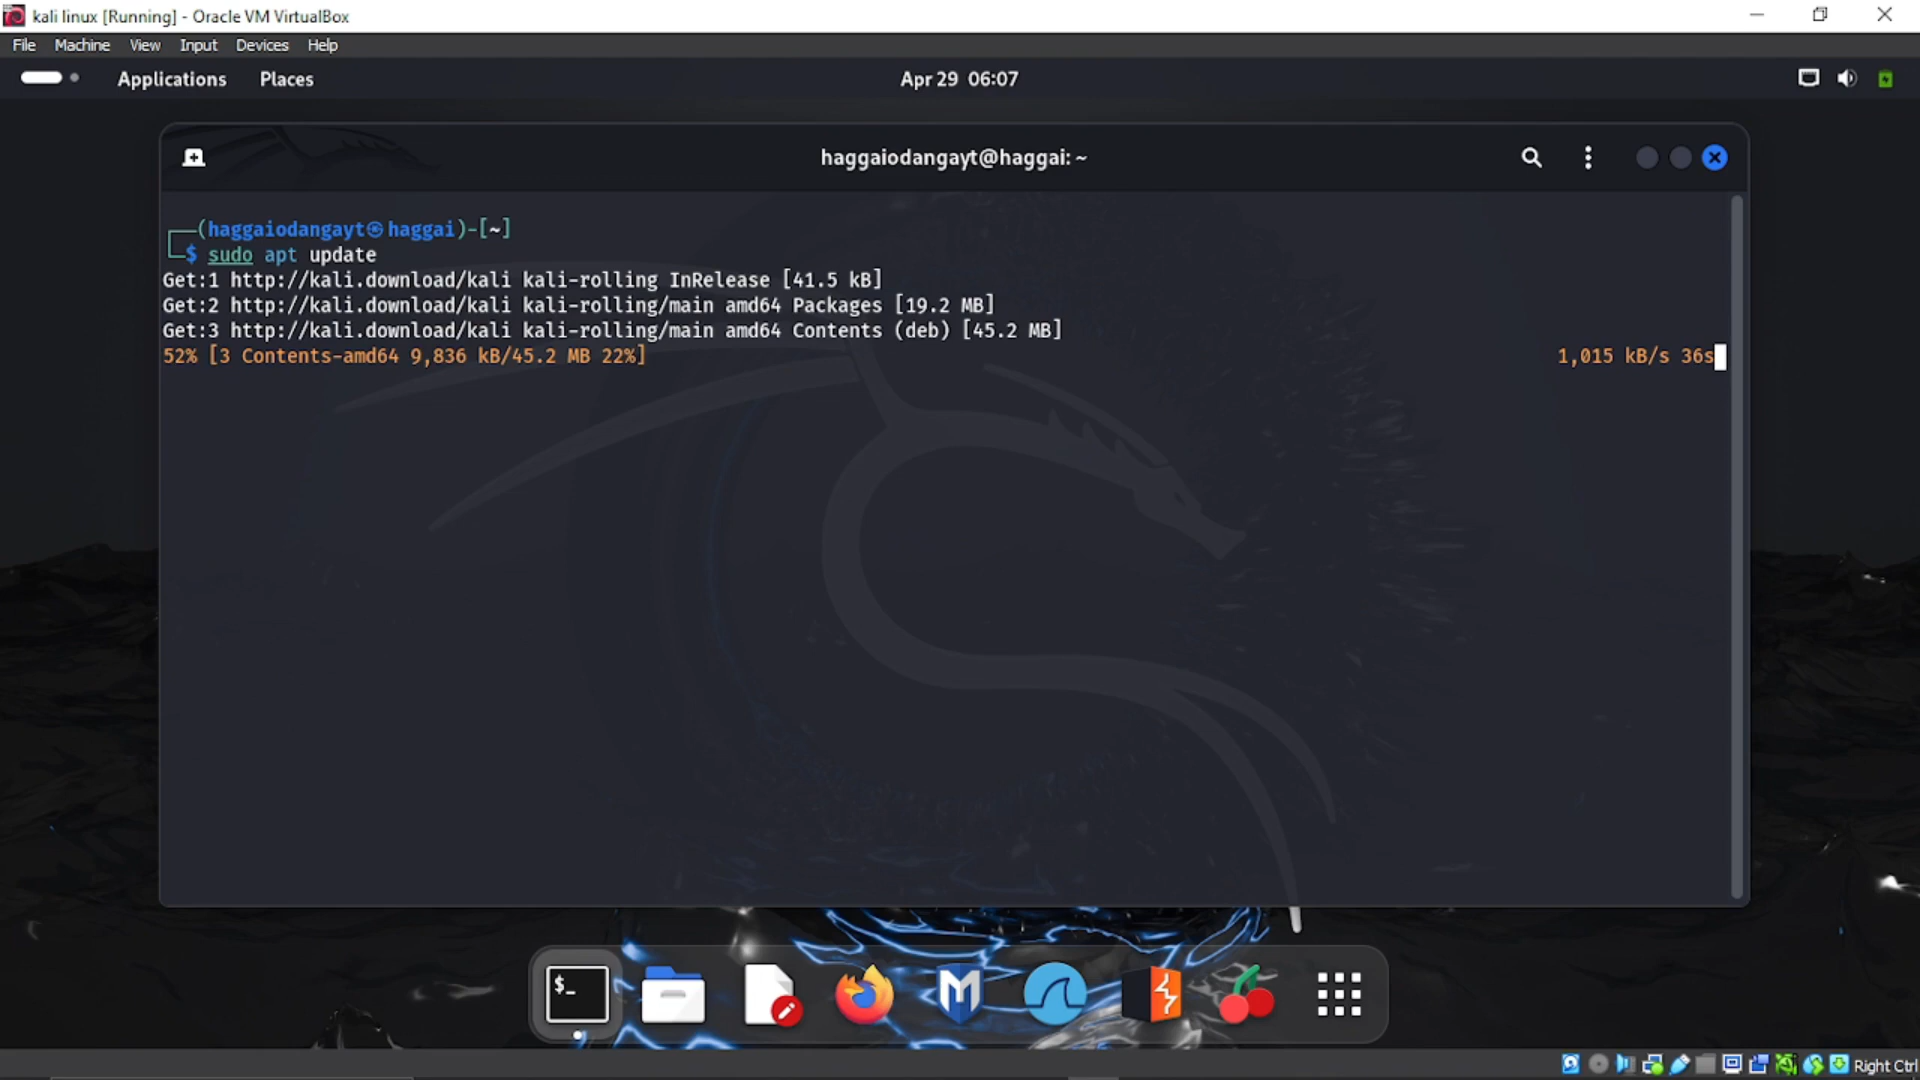 kali linux [Running] - Oracle VM VirtualBox
File Machine View Input Devices Help
Applications Places Apr 29 06:07
haggaiodangayt@haggai: ~
┌──(haggaiodangayt㉿haggai)-[~]
└─$ sudo apt update
Get:1 http://kali.download/kali kali-rolling InRelease [41.5 kB]
Get:2 http://kali.download/kali kali-rolling/main amd64 Packages [19.2 MB]
Get:3 http://kali.download/kali kali-rolling/main amd64 Contents (deb) [45.2 MB]
52% [3 Contents-amd64 9,836 kB/45.2 MB 22%] 1,015 kB/s 36s
$_
Right Ctrl